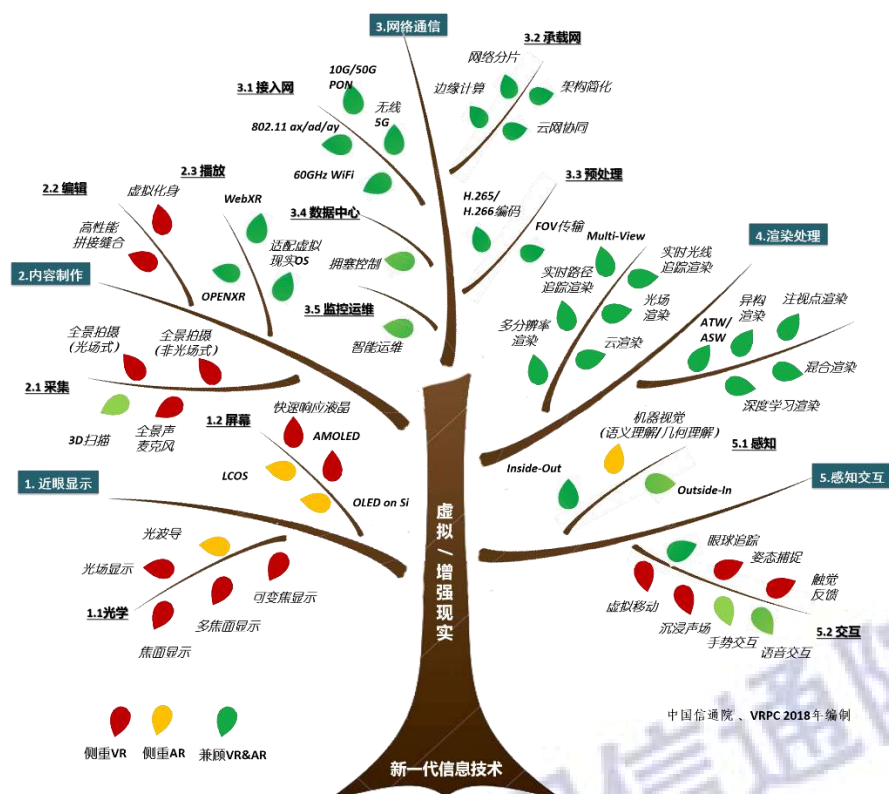 3.网络通信
3.2 承载网
网络分片
边缘计算
架构简化
云网协同
3.1 接入网
10G/50G
PON
无线
5G
802.11 ax/ad/ay
60GHz WiFi
3.3 预处理
H.265/
H.266编码
FOV传输
3.4 数据中心
拥塞控制
3.5 监控运维
智能运维
2.内容制作
2.2 编辑
虚拟化身
高性能
拼接缝合
2.3 播放
WebXR
适配虚拟
现实OS
OPENXR
2.1 采集
全景拍摄
(光场式)
全景拍摄
(非光场式)
3D扫描
全景声
麦克风
4.渲染处理
Multi-View
实时光线
追踪渲染
实时路径
追踪渲染
光场
渲染
多分辨率
渲染
云渲染
ATW/
ASW
异构
渲染
注视点渲染
混合渲染
深度学习渲染
1. 近眼显示
1.2 屏幕
快速响应液晶
AMOLED
LCOS
OLED on Si
1.1光学
光波导
光场显示
可变焦显示
多焦面显示
焦面显示
5.感知交互
5.1 感知
机器视觉
(语义理解/几何理解)
Inside-Out
Outside-In
5.2 交互
眼球追踪
姿态捕捉
触觉
反馈
虚拟移动
沉浸声场
手势交互
语音交互
虚拟/增强现实
新一代信息技术
侧重VR
侧重AR
兼顾VR&AR
中国信通院、VRPC 2018年编制
信通院